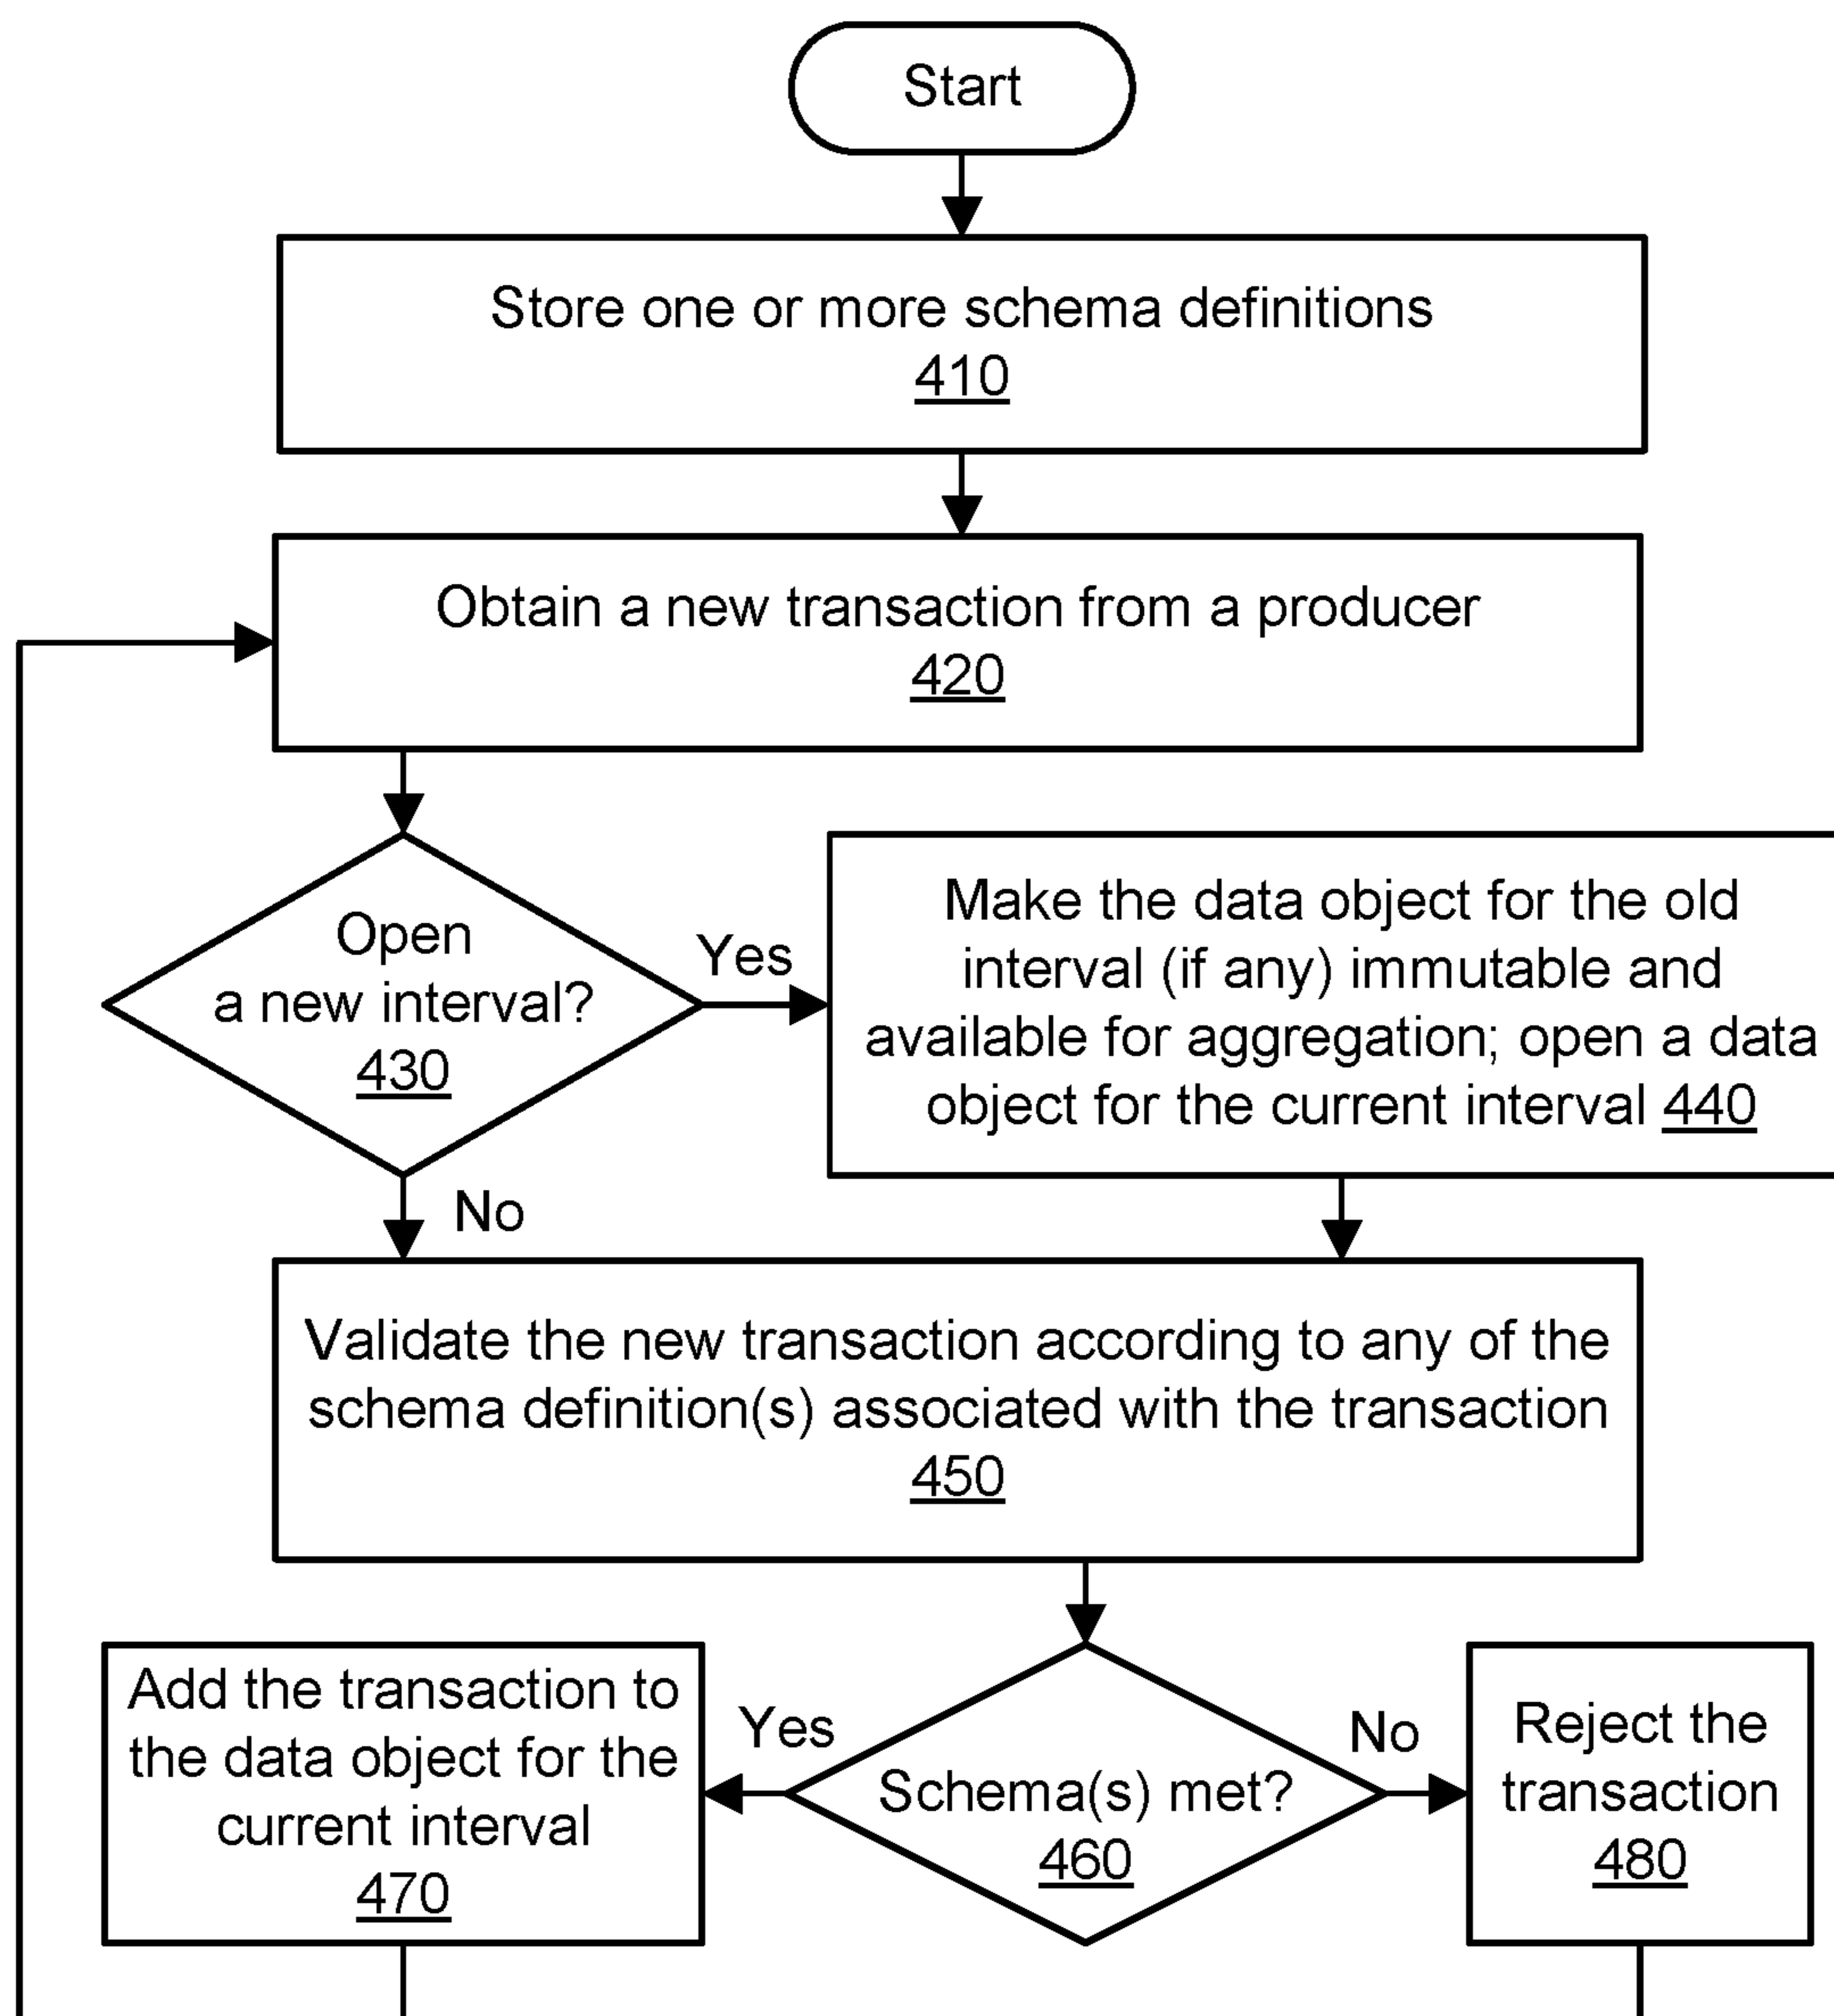 Start
Store one or more schema definitions
410
Obtain a new transaction from a producer
420
Open
a new interval?
430
Yes
No
Make the data object for the old
interval (if any) immutable and
available for aggregation; open a data
object for the current interval 440
Validate the new transaction according to any of the
schema definition(s) associated with the transaction
450
Add the transaction to
the data object for the
current interval
470
Yes
Schema(s) met?
460
No
Reject the
transaction
480